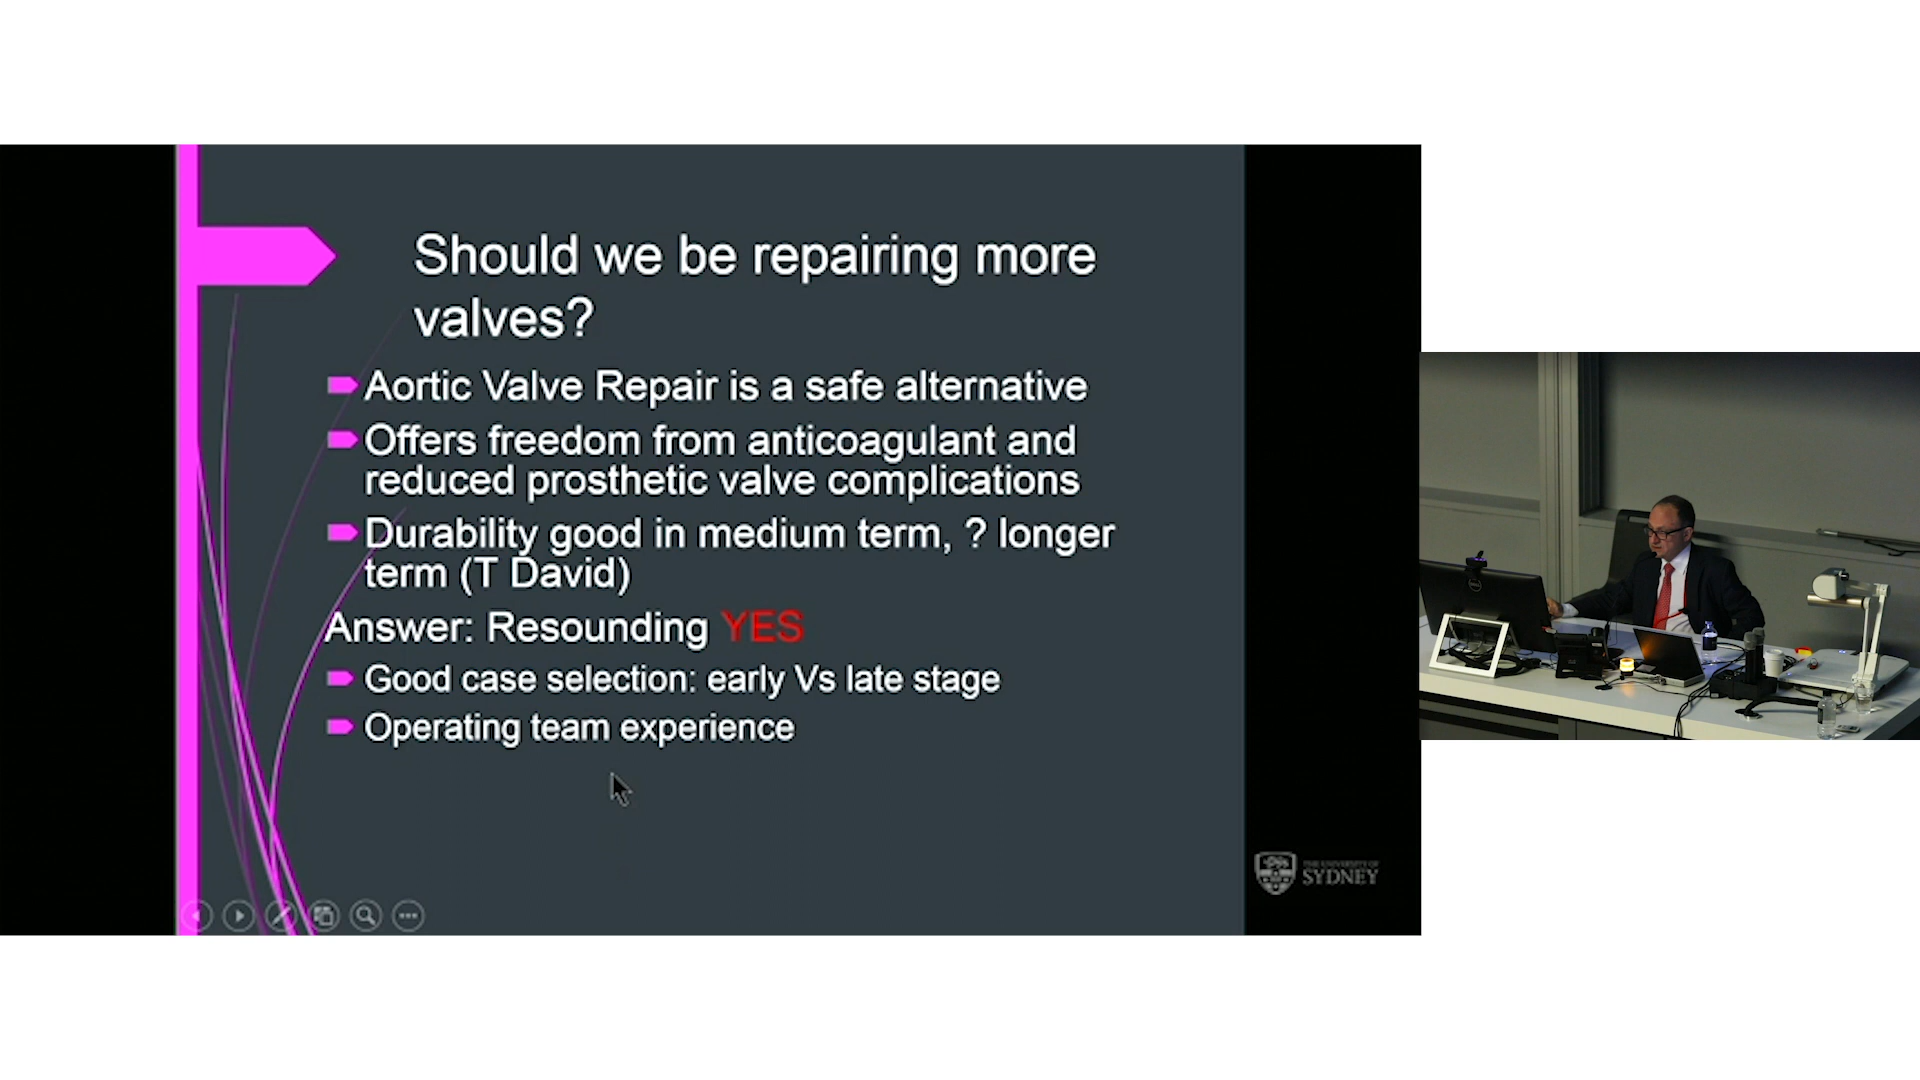 Should we be repairing more
valves?
Aortic Valve Repair is a safe alternative
Offers freedom from anticoagulant and
reduced prosthetic valve complications
Durability good in medium term, ? longer
term (T David)
Answer: Resounding YES
Good case selection: early Vs late stage
Operating team experience
THE UNIVERSITY OF
SYDNEY